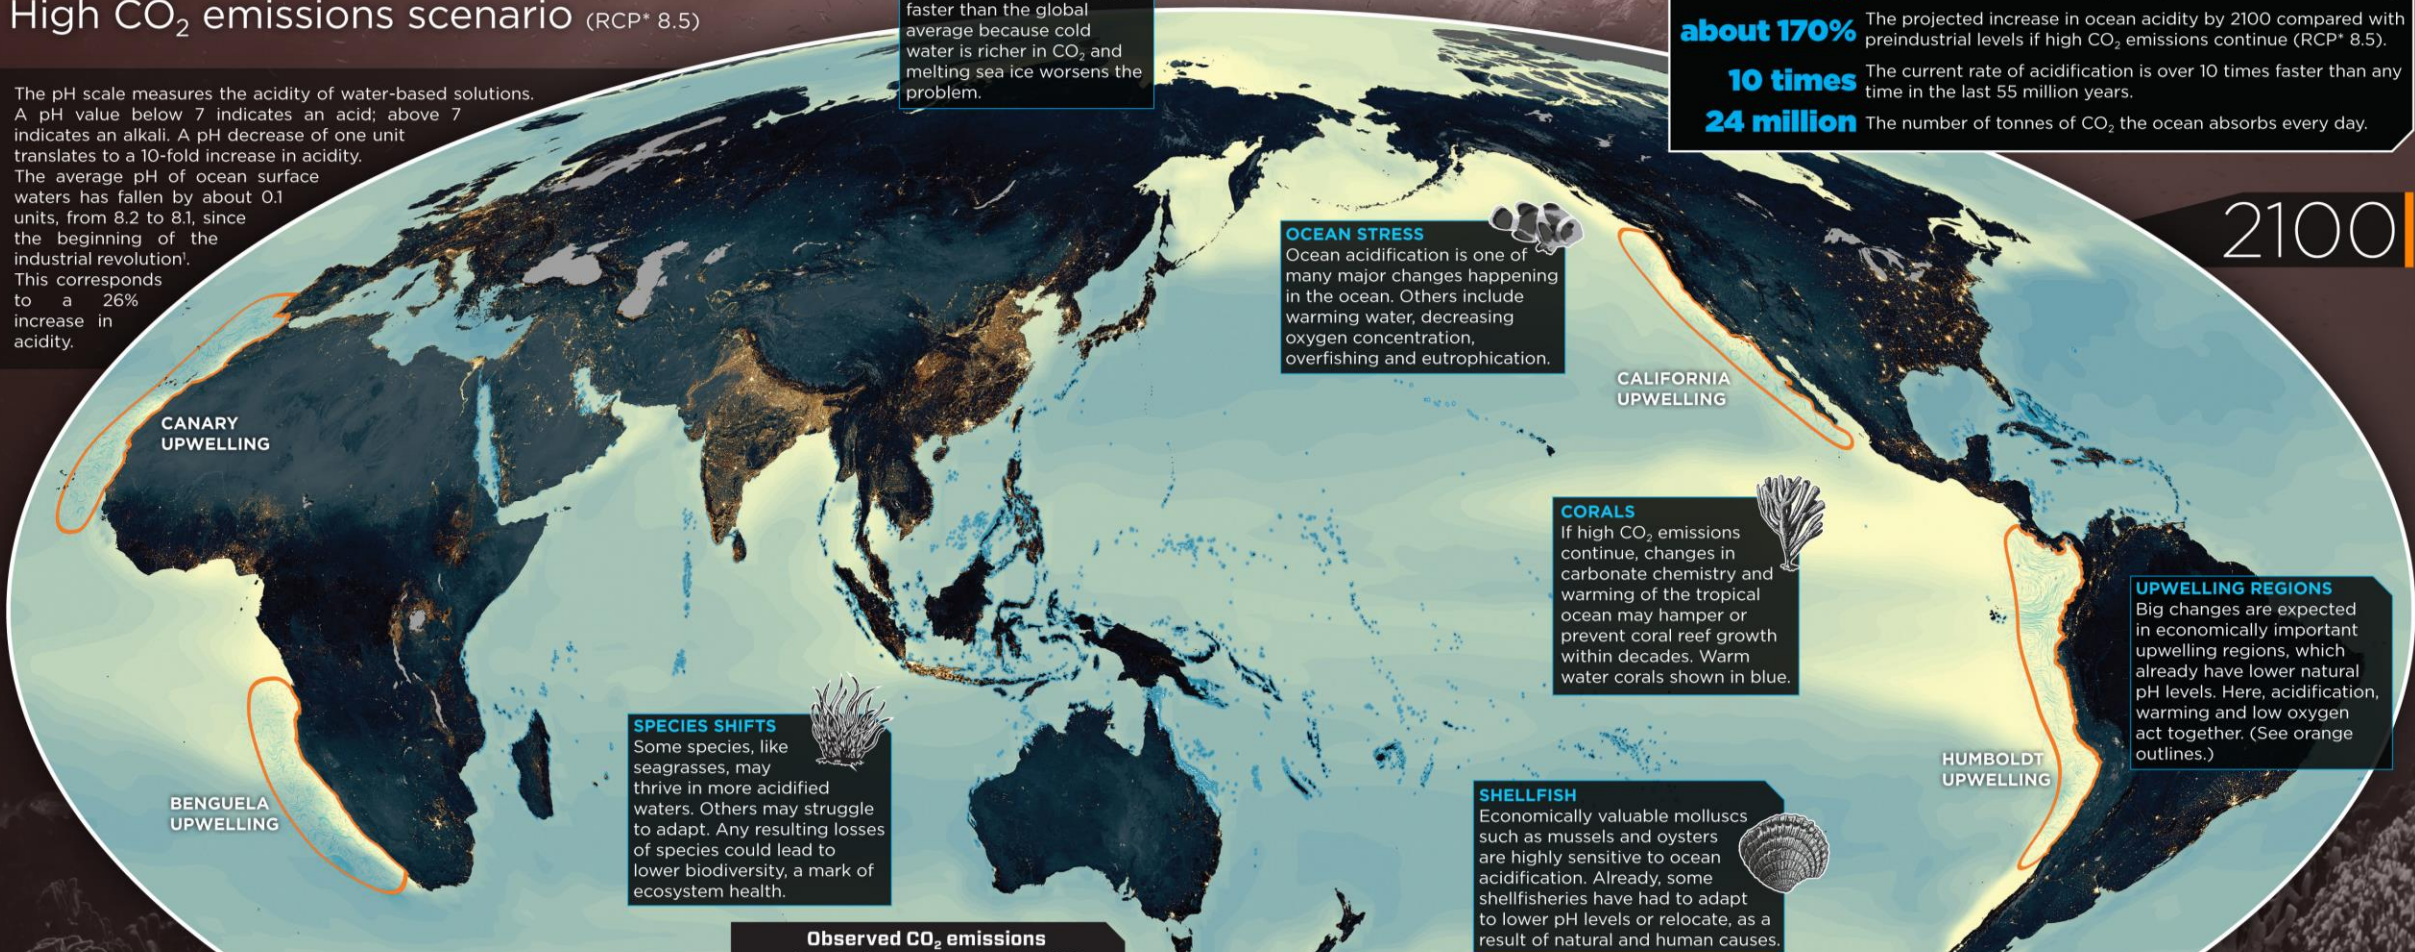 High CO₂ emissions scenario (RCP* 8.5)
The pH scale measures the acidity of water-based solutions.
A pH value below 7 indicates an acid; above 7
indicates an alkali. A pH decrease of one unit
translates to a 10-fold increase in acidity.
The average pH of ocean surface
waters has fallen by about 0.1
units, from 8.2 to 8.1, since
the beginning of the
industrial revolution¹.
This corresponds
to a 26%
increase in
acidity.
faster than the global
average because cold
water is richer in CO₂ and
melting sea ice worsens the
problem.
about 170% The projected increase in ocean acidity by 2100 compared with
preindustrial levels if high CO₂ emissions continue (RCP* 8.5).
10 times The current rate of acidification is over 10 times faster than any
time in the last 55 million years.
24 million The number of tonnes of CO₂ the ocean absorbs every day.
2100
OCEAN STRESS
Ocean acidification is one of
many major changes happening
in the ocean. Others include
warming water, decreasing
oxygen concentration,
overfishing and eutrophication.
CALIFORNIA
UPWELLING
CANARY
UPWELLING
CORALS
If high CO₂ emissions
continue, changes in
carbonate chemistry and
warming of the tropical
ocean may hamper or
prevent coral reef growth
within decades. Warm
water corals shown in blue.
UPWELLING REGIONS
Big changes are expected
in economically important
upwelling regions, which
already have lower natural
pH levels. Here, acidification,
warming and low oxygen
act together. (See orange
outlines.)
SPECIES SHIFTS
Some species, like
seagrasses, may
thrive in more acidified
waters. Others may struggle
to adapt. Any resulting losses
of species could lead to
lower biodiversity, a mark of
ecosystem health.
HUMBOLDT
UPWELLING
BENGUELA
UPWELLING
SHELLFISH
Economically valuable molluscs
such as mussels and oysters
are highly sensitive to ocean
acidification. Already, some
shellfisheries have had to adapt
to lower pH levels or relocate, as a
result of natural and human causes.
Observed CO₂ emissions